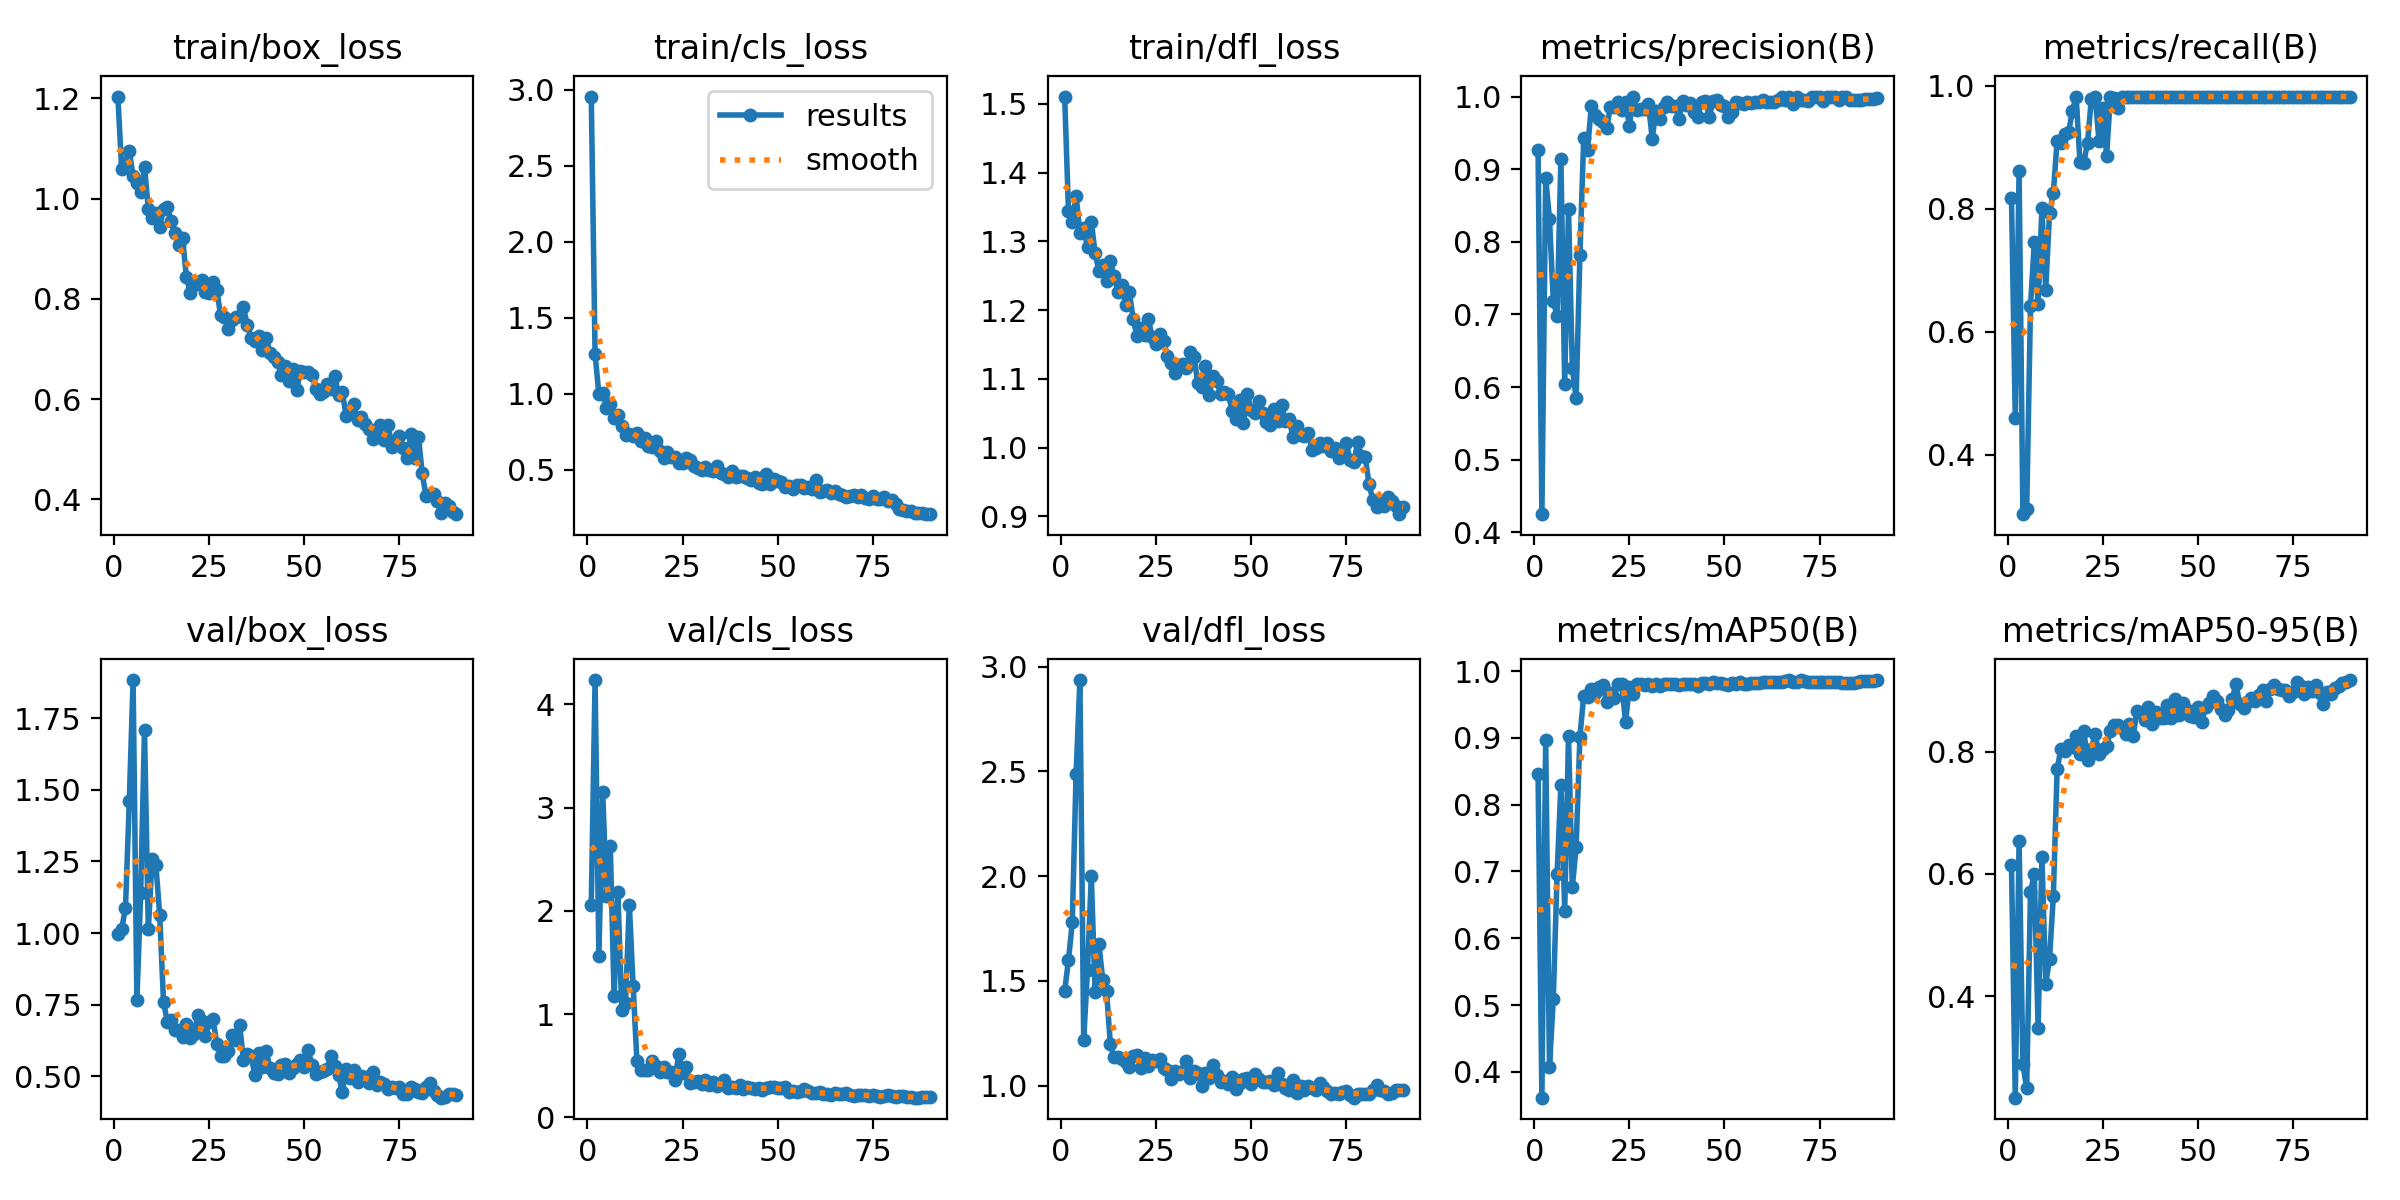 train/box_loss
1.2
1.0
0.8
0.6
0.4
0 25 50 75
train/cls_loss
results
smooth
3.0
2.5
2.0
1.5
1.0
0.5
0 25 50 75
train/dfl_loss
1.5
1.4
1.3
1.2
1.1
1.0
0.9
0 25 50 75
metrics/precision(B)
1.0
0.9
0.8
0.7
0.6
0.5
0.4
0 25 50 75
metrics/recall(B)
1.0
0.8
0.6
0.4
0 25 50 75
val/box_loss
1.75
1.50
1.25
1.00
0.75
0.50
0 25 50 75
val/cls_loss
4
3
2
1
0
0 25 50 75
val/dfl_loss
3.0
2.5
2.0
1.5
1.0
0 25 50 75
metrics/mAP50(B)
1.0
0.9
0.8
0.7
0.6
0.5
0.4
0 25 50 75
metrics/mAP50-95(B)
0.8
0.6
0.4
0 25 50 75